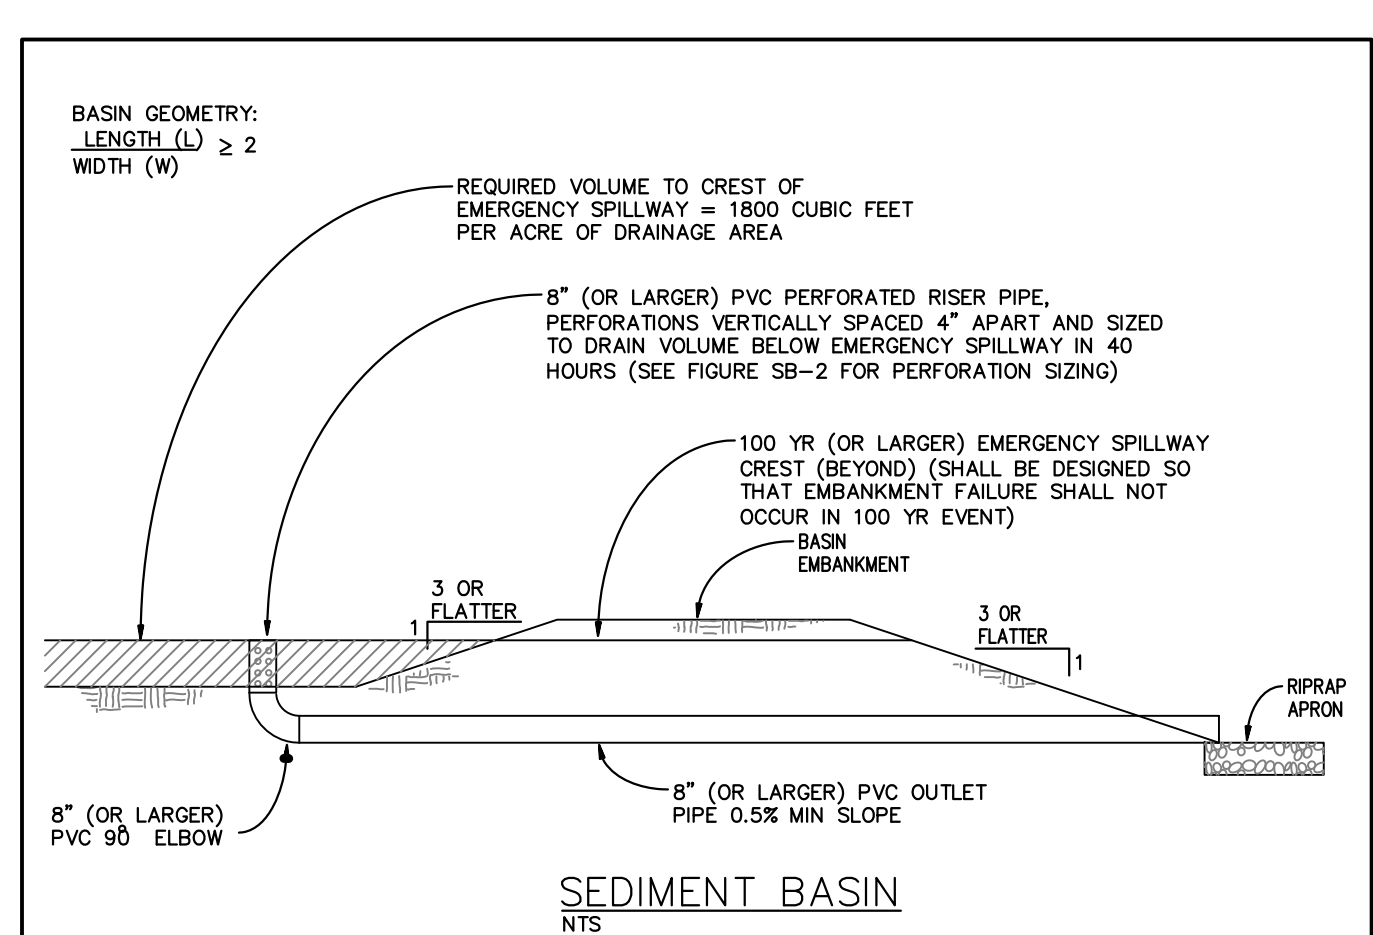 BASIN GEOMETRY:
LENGTH (L)
≥ 2
WIDTH (W)
REQUIRED VOLUME TO CREST OF
EMERGENCY SPILLWAY = 1800 CUBIC FEET
PER ACRE OF DRAINAGE AREA
8" (OR LARGER) PVC PERFORATED RISER PIPE,
PERFORATIONS VERTICALLY SPACED 4" APART AND SIZED
TO DRAIN VOLUME BELOW EMERGENCY SPILLWAY IN 40
HOURS (SEE FIGURE SB-2 FOR PERFORATION SIZING)
100 YR (OR LARGER) EMERGENCY SPILLWAY
CREST (BEYOND) (SHALL BE DESIGNED SO
THAT EMBANKMENT FAILURE SHALL NOT
OCCUR IN 100 YR EVENT)
BASIN
EMBANKMENT
3 OR
FLATTER
1
3 OR
FLATTER
1
RIPRAP
APRON
8" (OR LARGER)
PVC 90° ELBOW
8" (OR LARGER) PVC OUTLET
PIPE 0.5% MIN SLOPE
SEDIMENT BASIN
NTS